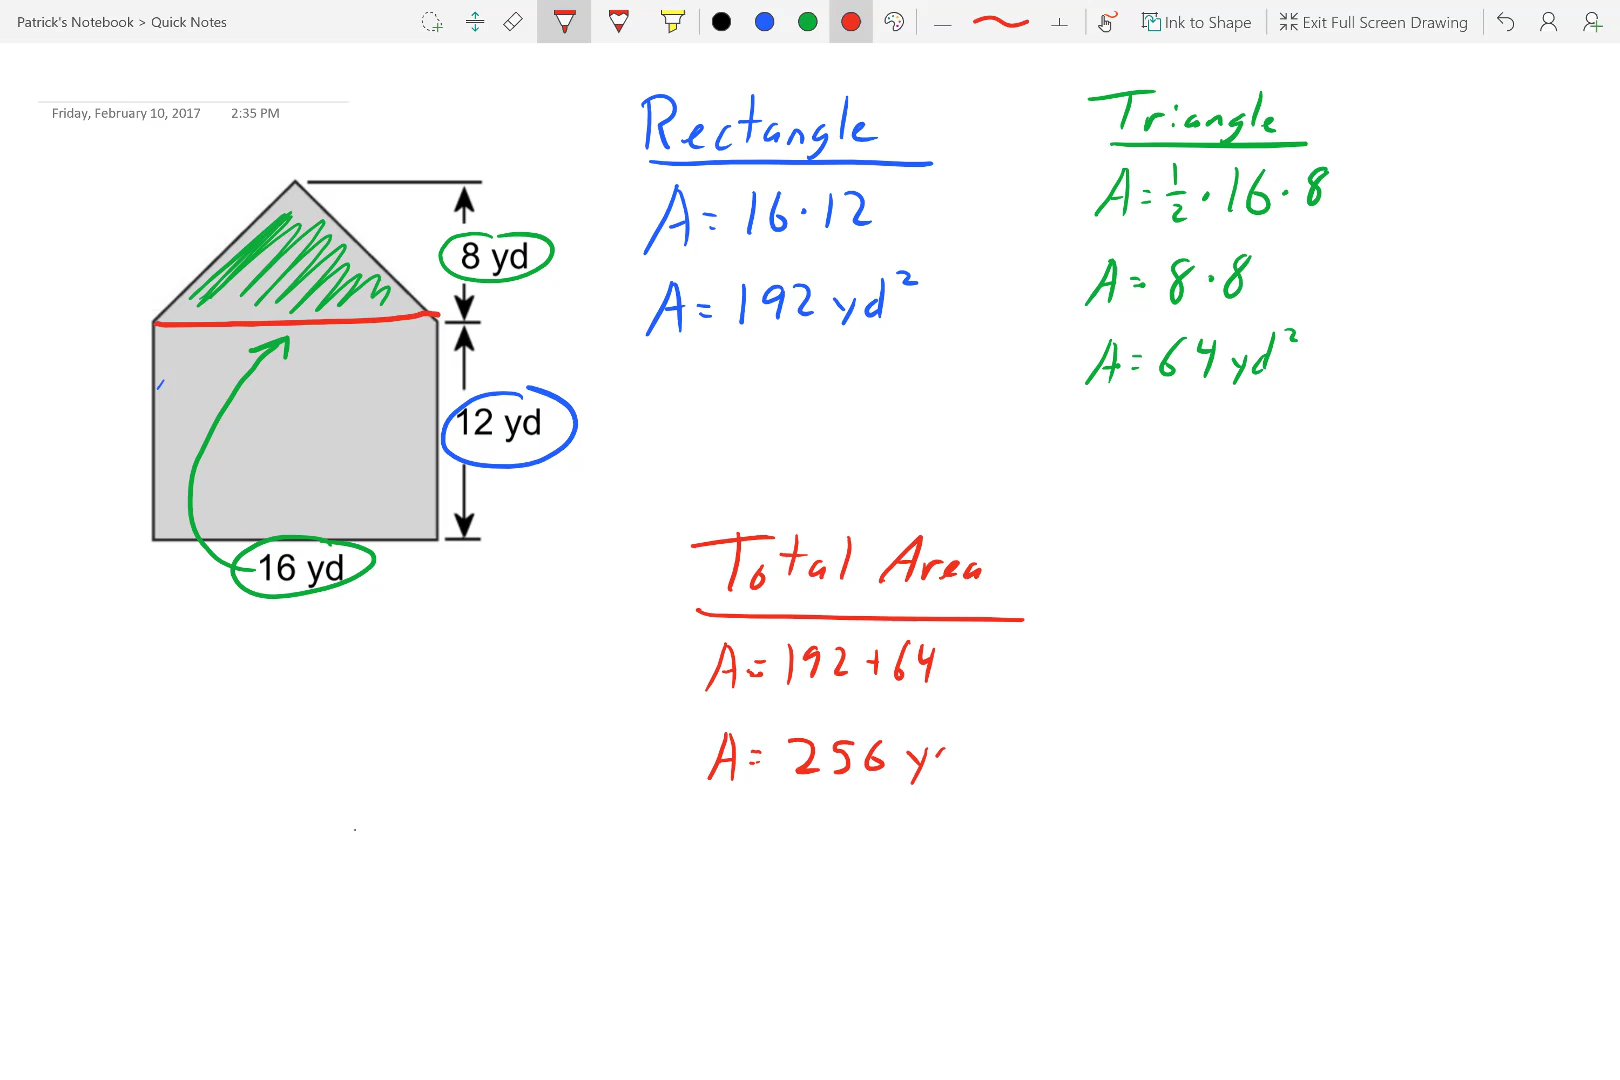 Patrick's Notebook > Quick Notes
Ink to Shape
Exit Full Screen Drawing
Friday, February 10, 2017 2:35 PM
8 yd
12 yd
16 yd
Rectangle
A = 16 · 12
A = 192 yd²
Triangle
A = 1/2 · 16 · 8
A = 8 · 8
A = 64 yd²
Total Area
A = 192 + 64
A = 256 y